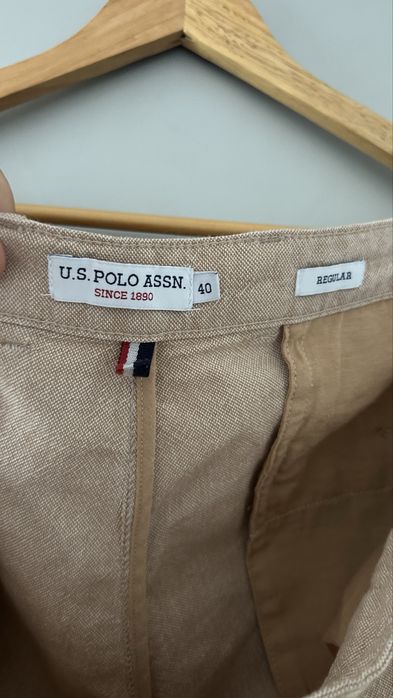 U.S. POLO ASSN.
SINCE 1890
40
REGULAR